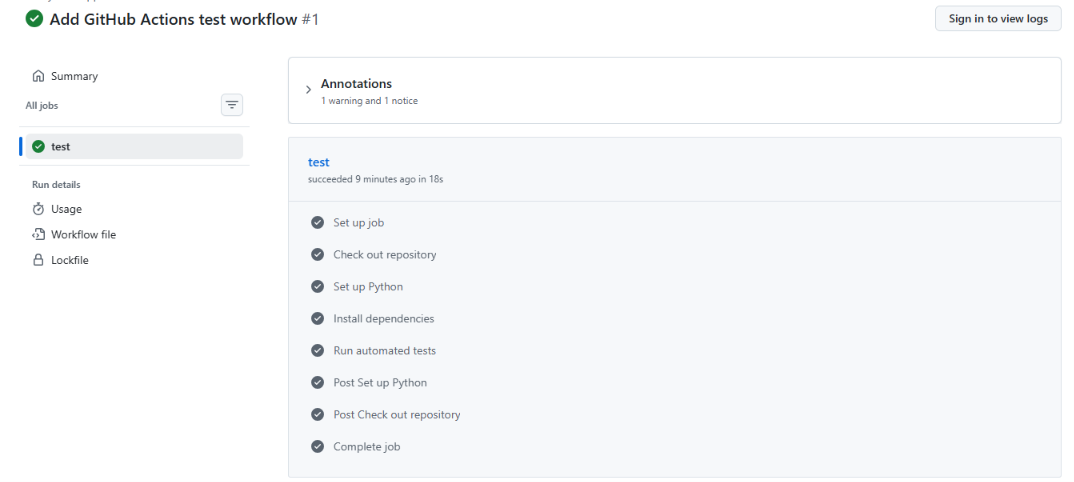 Add GitHub Actions test workflow #1
Sign in to view logs
Summary
All jobs
test
Run details
Usage
Workflow file
Lockfile
Annotations
1 warning and 1 notice
test
succeeded 9 minutes ago in 18s
Set up job
Check out repository
Set up Python
Install dependencies
Run automated tests
Post Set up Python
Post Check out repository
Complete job